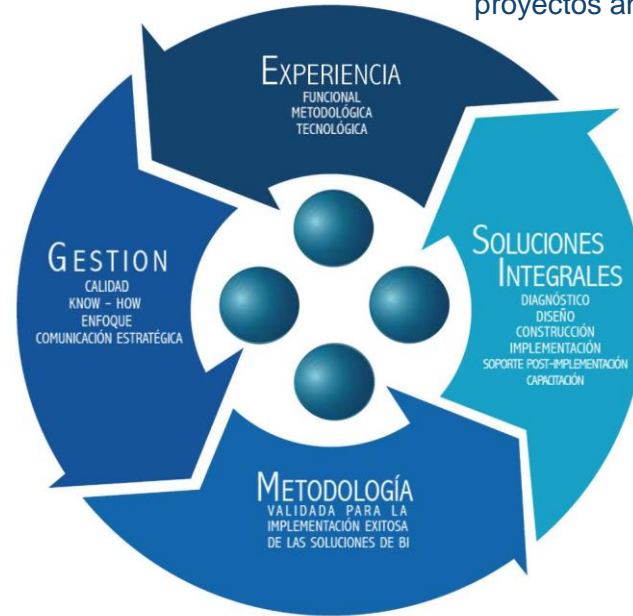 proyectos
EXPERIENCIA
FUNCIONAL
METODOLÓGICA
TECNOLÓGICA
GESTION
CALIDAD
KNOW – HOW
ENFOQUE
COMUNICACIÓN ESTRATÉGICA
SOLUCIONES
INTEGRALES
DIAGNÓSTICO
DISEÑO
CONSTRUCCIÓN
IMPLEMENTACIÓN
SOPORTE POST-IMPLEMENTACIÓN
CAPACITACIÓN
METODOLOGÍA
VALIDADA PARA LA
IMPLEMENTACIÓN EXITOSA
DE LAS SOLUCIONES DE BI